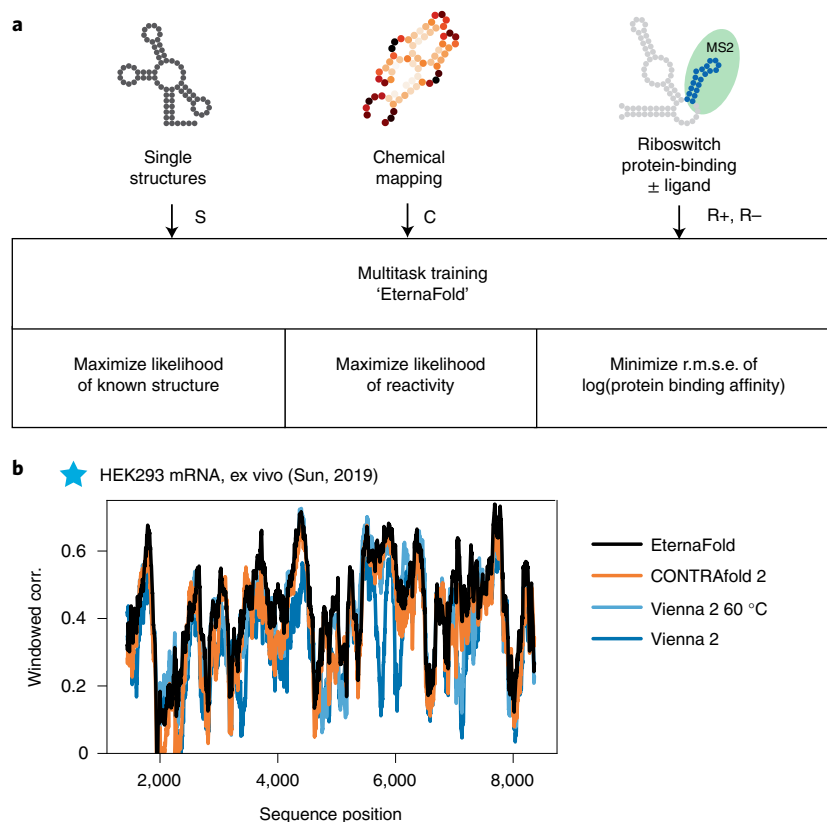 a
MS2
Single
structures
Chemical
mapping
Riboswitch
protein-binding
± ligand
S
C
R+, R–
Multitask training
'EternaFold'
Maximize likelihood
of known structure
Maximize likelihood
of reactivity
Minimize r.m.s.e. of
log(protein binding affinity)
b
HEK293 mRNA, ex vivo (Sun, 2019)
0.6
0.4
0.2
0
Windowed corr.
2,000
4,000
6,000
8,000
Sequence position
EternaFold
CONTRAfold 2
Vienna 2 60 °C
Vienna 2